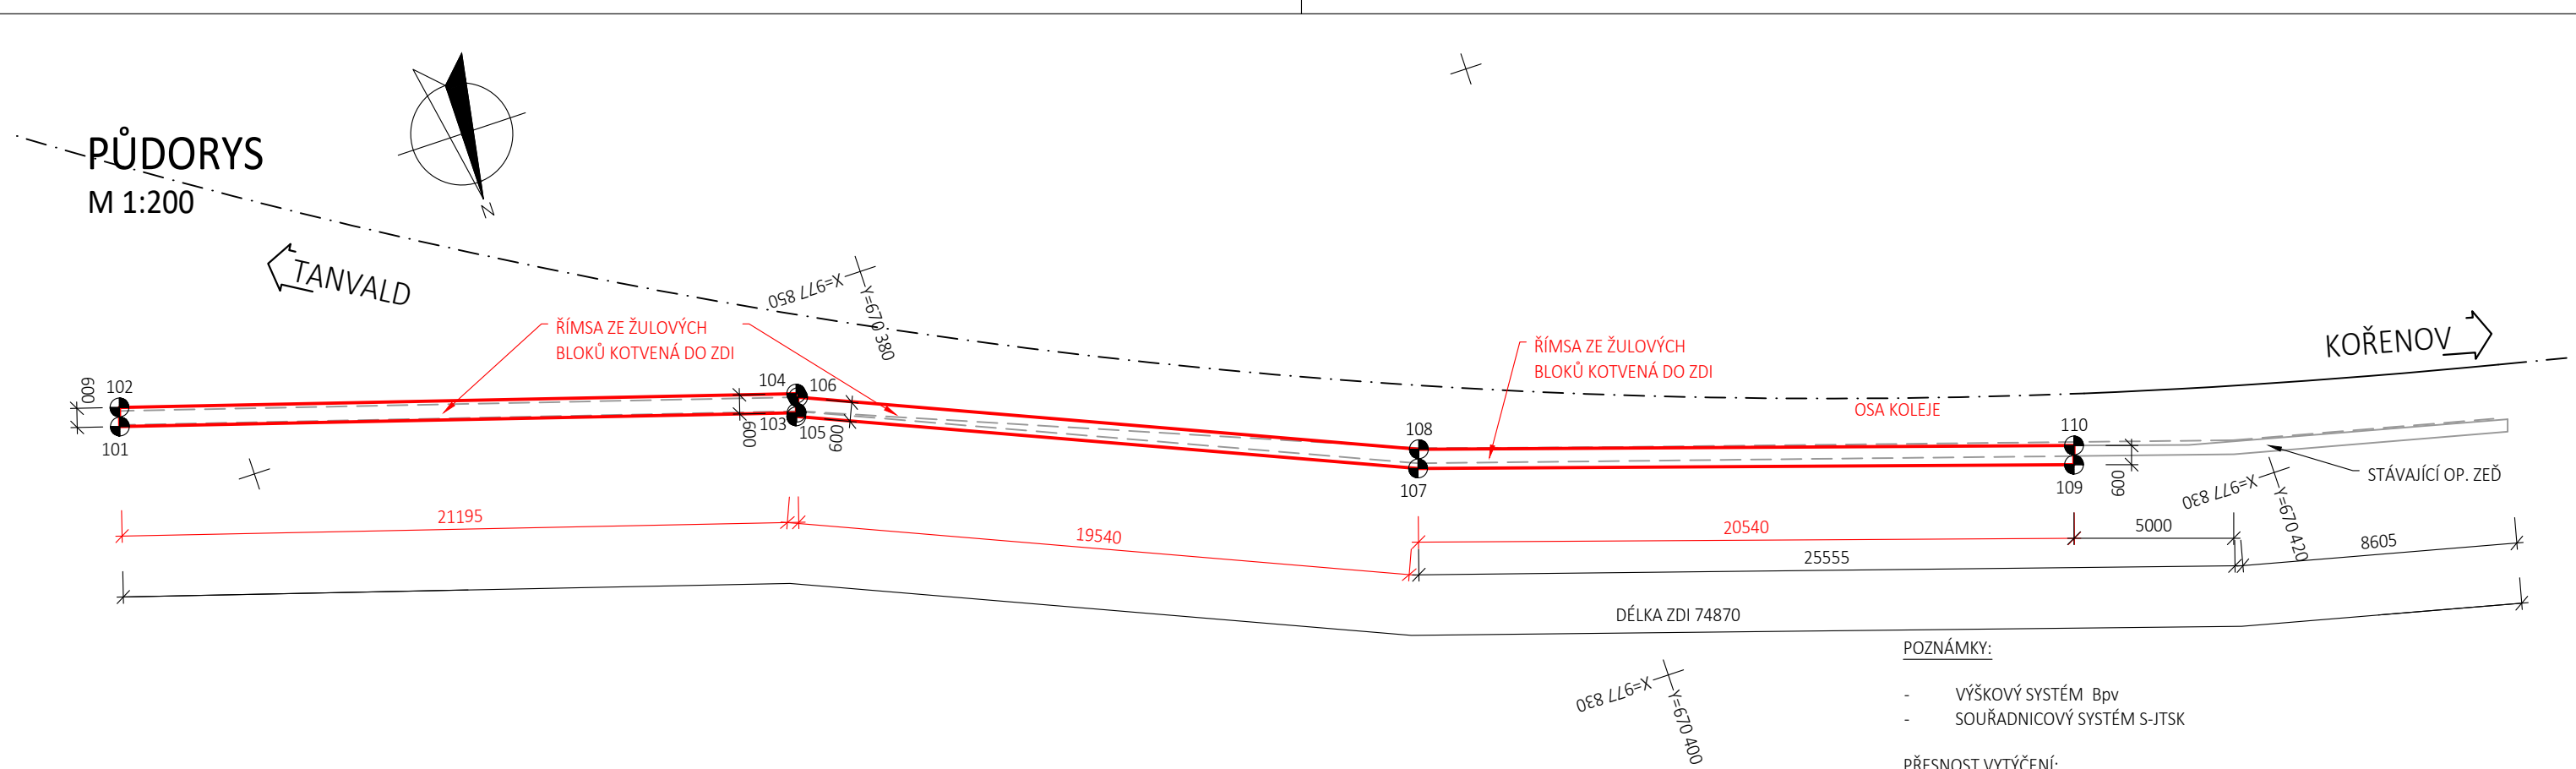 PŮDORYS
M 1:200
N
TANVALD
X=977 850
Y=670 380
ŘÍMSA ZE ŽULOVÝCH
BLOKŮ KOTVENÁ DO ZDI
ŘÍMSA ZE ŽULOVÝCH
BLOKŮ KOTVENÁ DO ZDI
KOŘENOV
OSA KOLEJE
600
102
101
104
106
103
105
600
600
108
107
110
109
600
STÁVAJÍCÍ OP. ZEĎ
X=977 830
Y=670 420
21195
19540
20540
5000
25555
8605
DÉLKA ZDI 74870
X=977 830
Y=670 400
POZNÁMKY:
- VÝŠKOVÝ SYSTÉM Bpv
- SOUŘADNICOVÝ SYSTÉM S-JTSK
PŘESNOST VYTÝČENÍ: